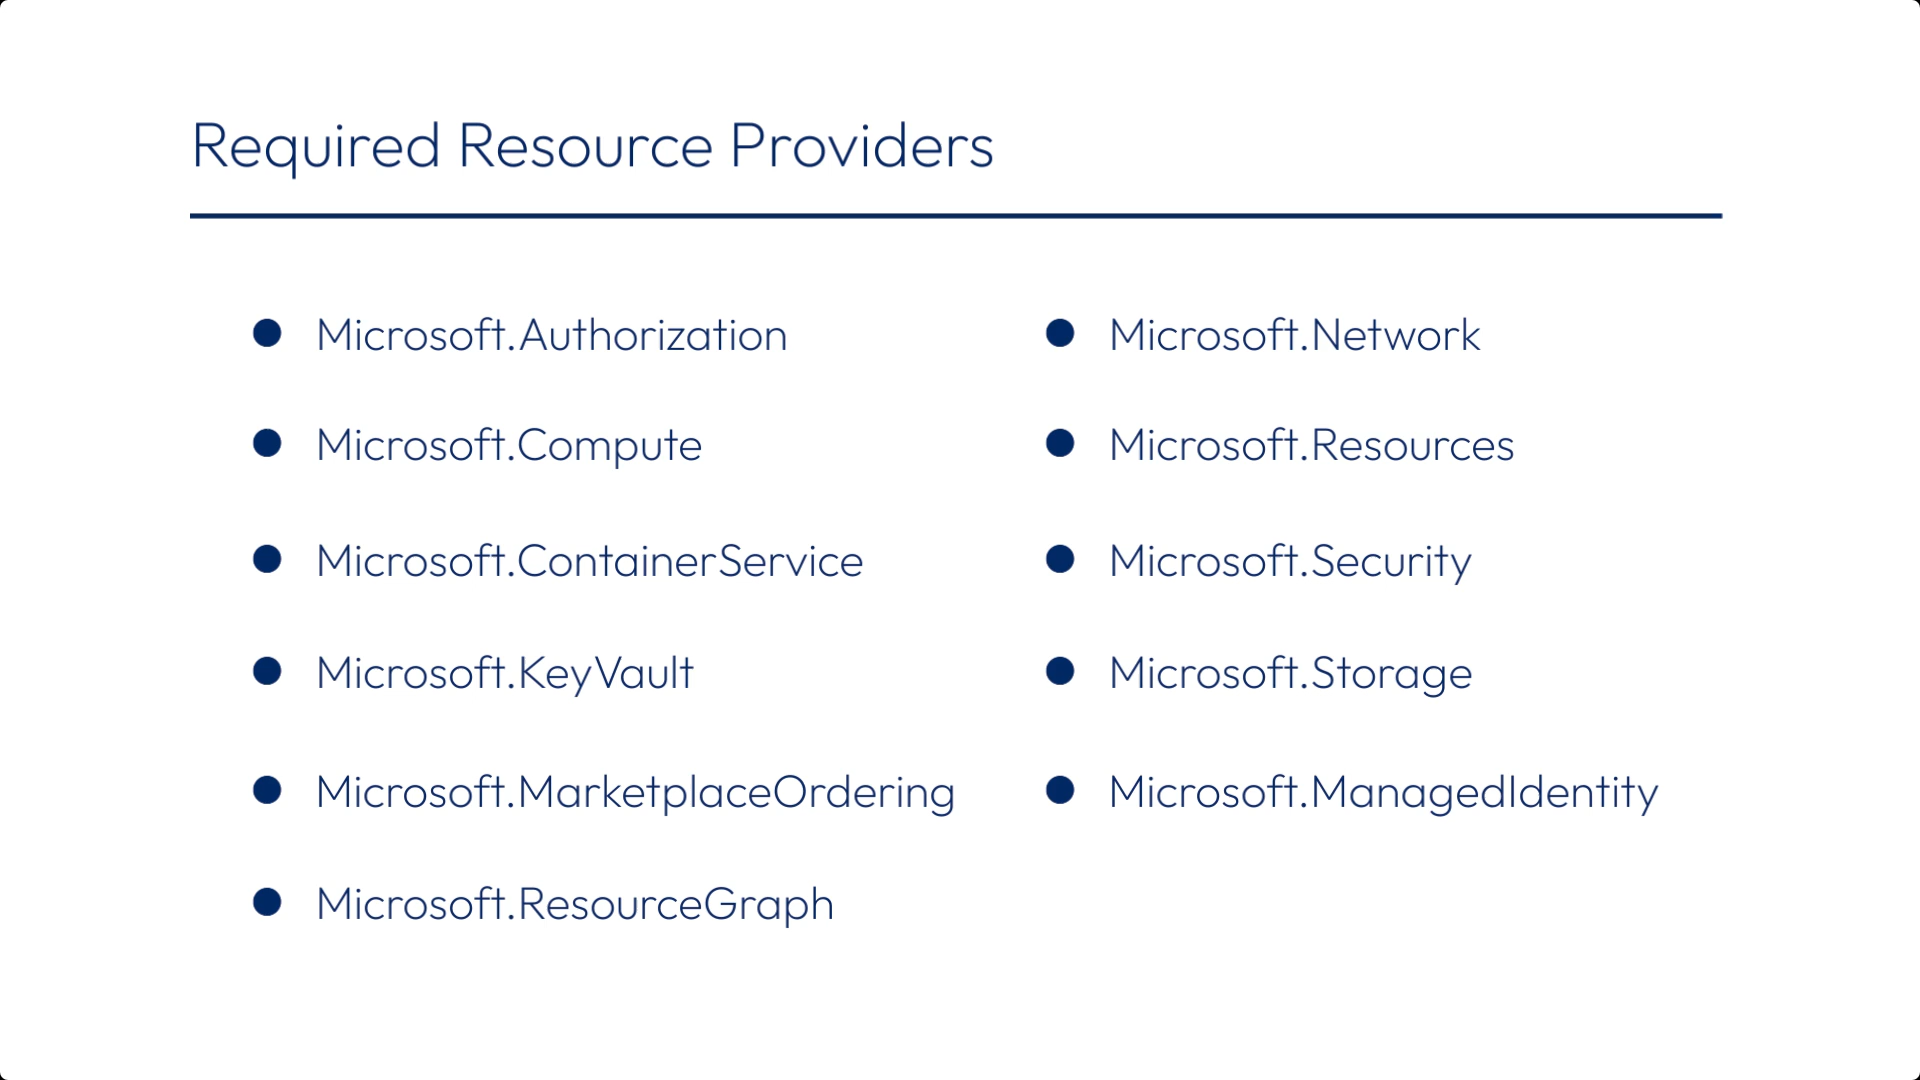 Required Resource Providers
Microsoft.Authorization
Microsoft.Compute
Microsoft.ContainerService
Microsoft.KeyVault
Microsoft.MarketplaceOrdering
Microsoft.ResourceGraph
Microsoft.Network
Microsoft.Resources
Microsoft.Security
Microsoft.Storage
Microsoft.ManagedIdentity